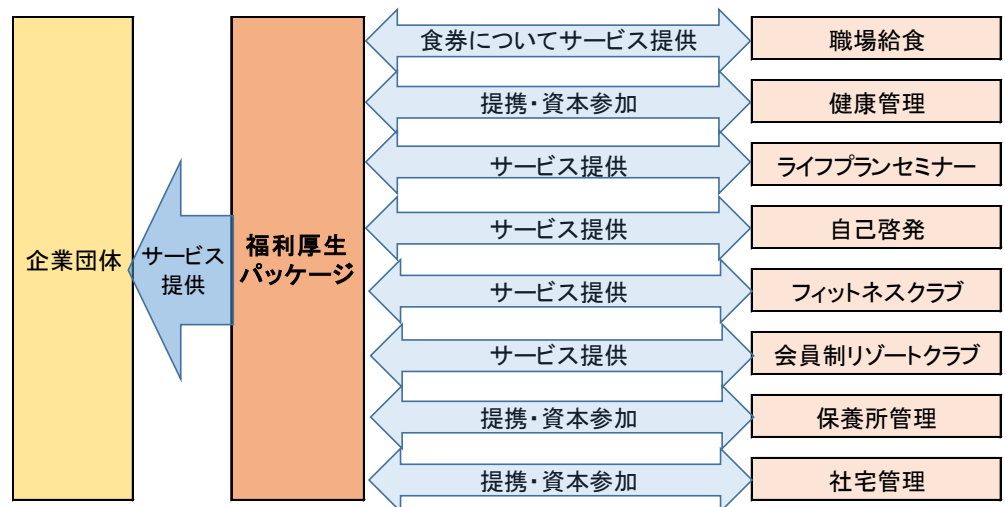 企業団体
サービス
提供
福利厚生
パッケージ
食券についてサービス提供
職場給食
提携・資本参加
健康管理
サービス提供
ライフプランセミナー
サービス提供
自己啓発
サービス提供
フィットネスクラブ
サービス提供
会員制リゾートクラブ
提携・資本参加
保養所管理
提携・資本参加
社宅管理